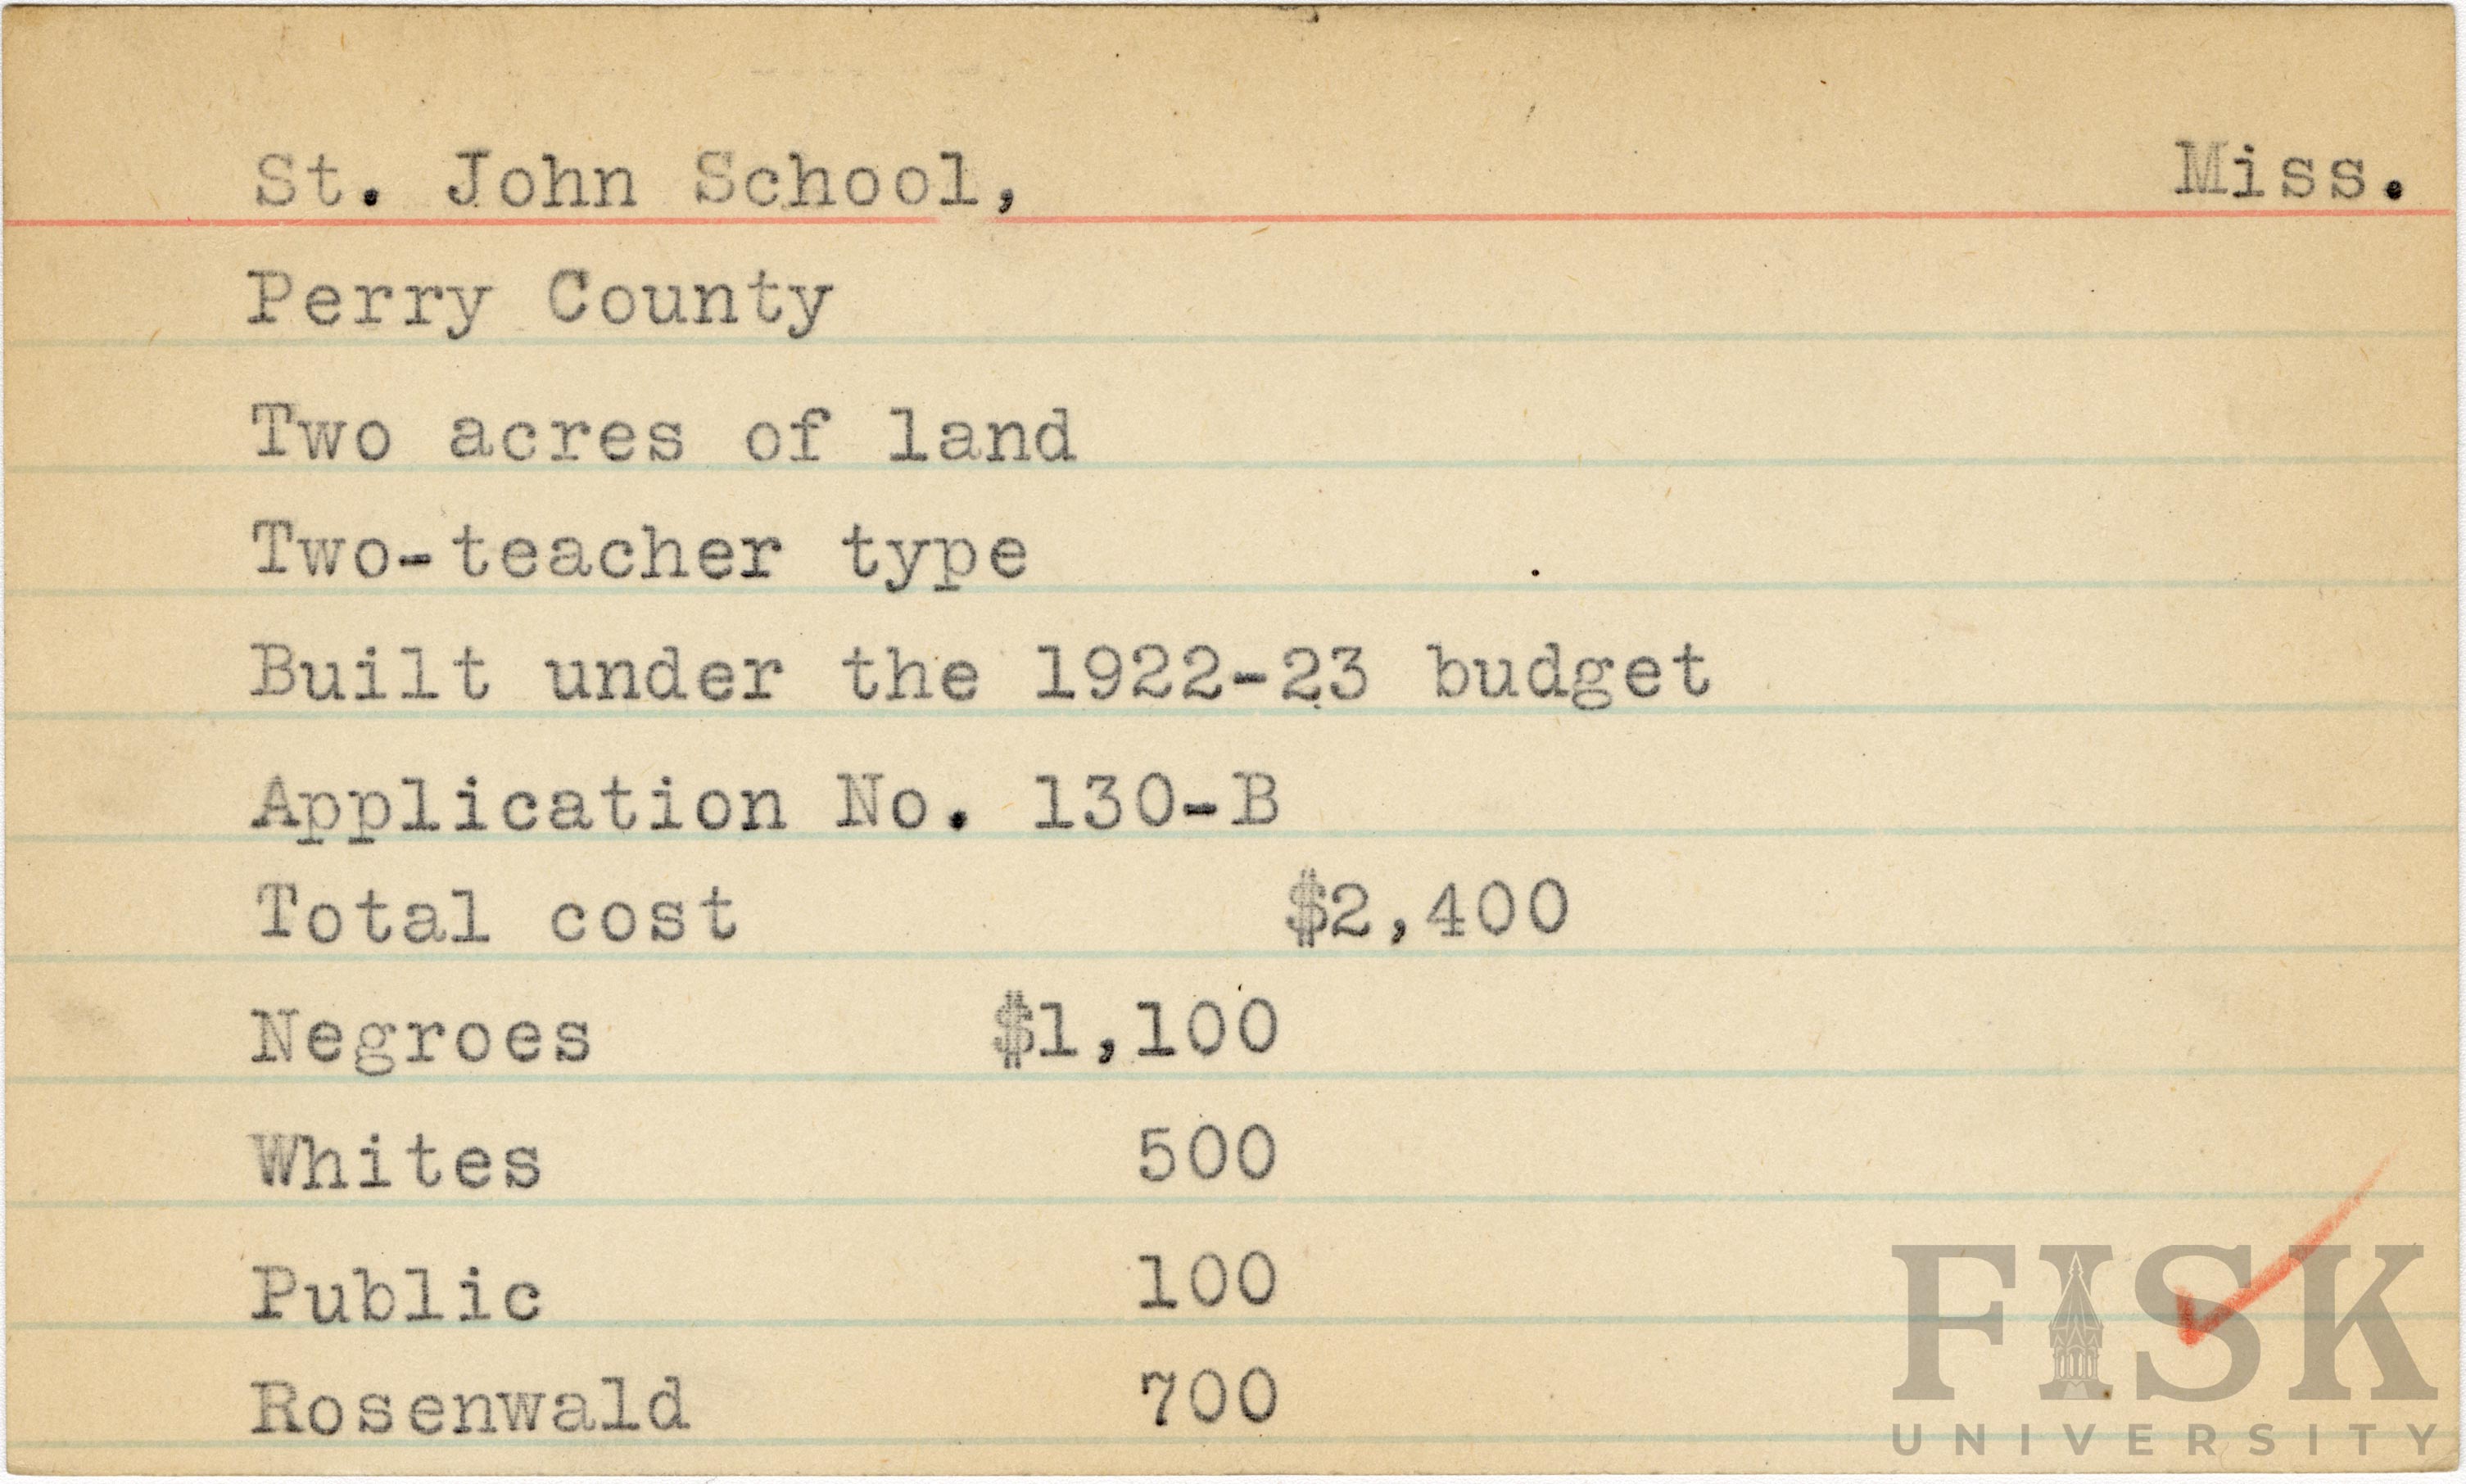 St. John School, Miss.
Perry County
Two acres of land
Two-teacher type
Built under the 1922-23 budget
Application No. 130-B
Total cost $2,400
Negroes $1,100
Whites 500
Public 100
Rosenwald 700
FISK
UNIVERSITY